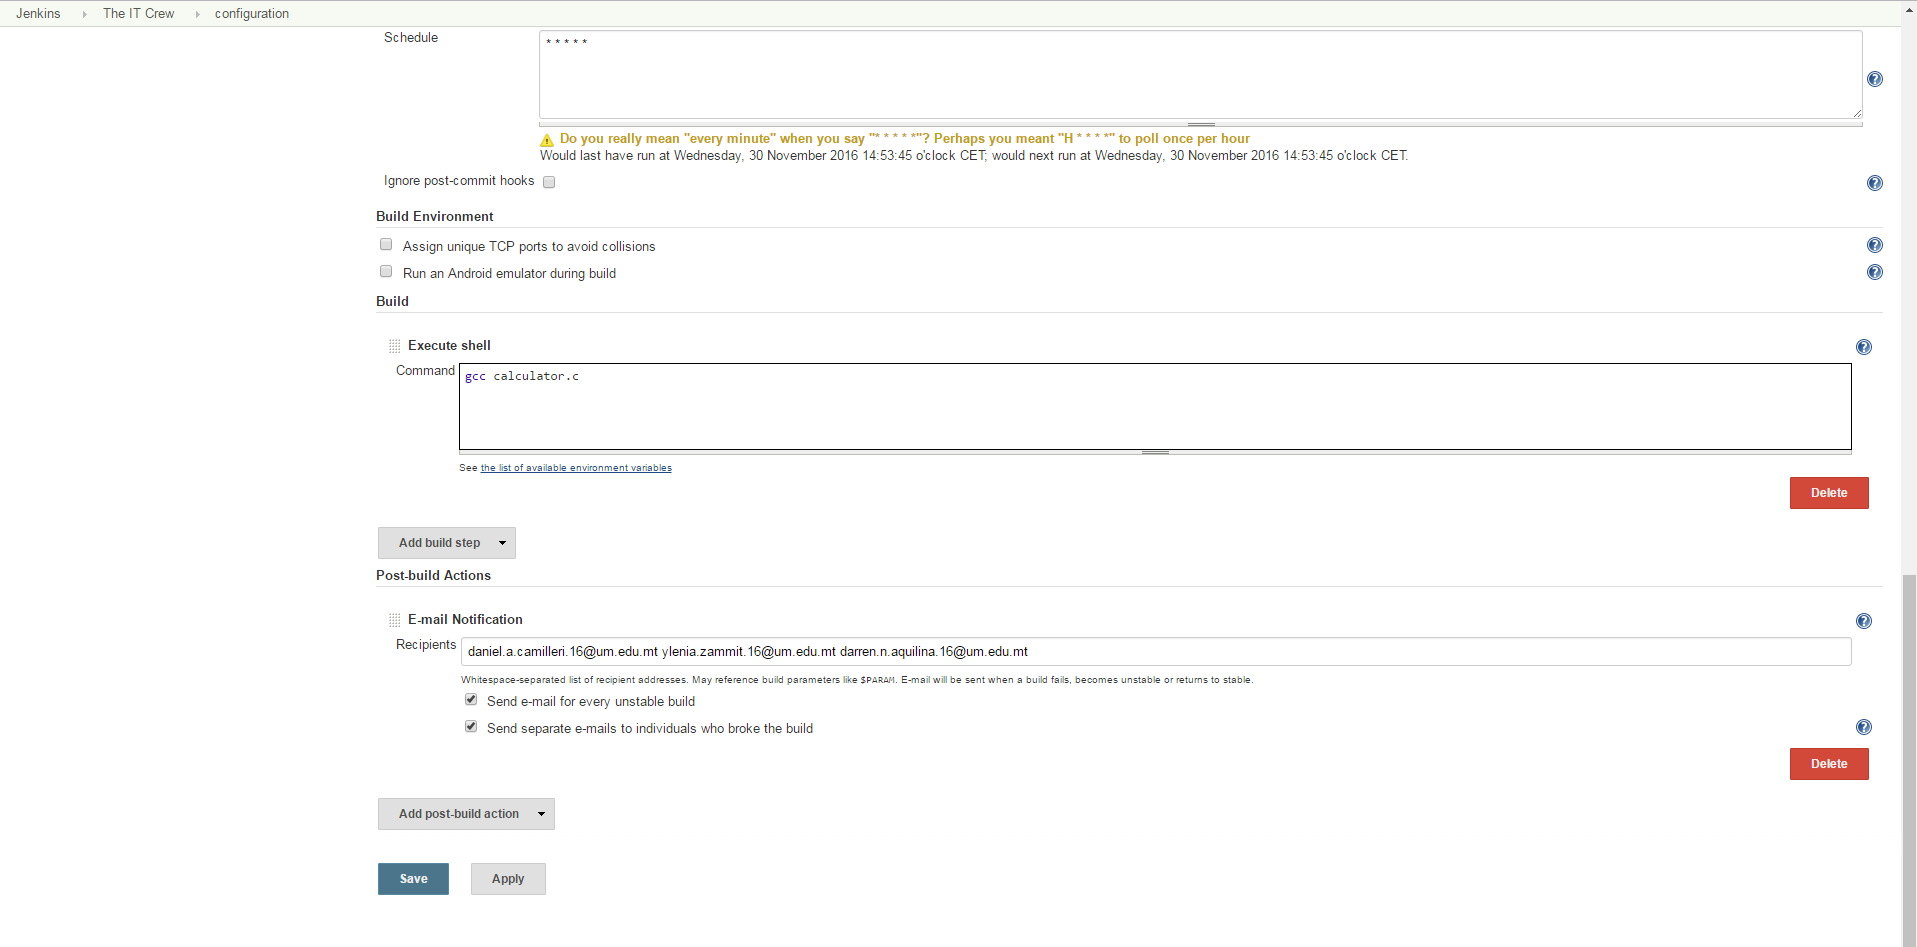 Jenkins The IT Crew configuration
Schedule
* * * * *
Do you really mean "every minute" when you say "* * * * *"? Perhaps you meant "H * * * *" to poll once per hour
Would last have run at Wednesday, 30 November 2016 14:53:45 o'clock CET; would next run at Wednesday, 30 November 2016 14:53:45 o'clock CET.
Ignore post-commit hooks
Build Environment
Assign unique TCP ports to avoid collisions
Run an Android emulator during build
Build
Execute shell
Command
gcc calculator.c
See the list of available environment variables
Delete
Add build step
Post-build Actions
E-mail Notification
Recipients
daniel.a.camilleri.16@um.edu.mt ylenia.zammit.16@um.edu.mt darren.n.aquilina.16@um.edu.mt
Whitespace-separated list of recipient addresses. May reference build parameters like $PARAM. E-mail will be sent when a build fails, becomes unstable or returns to stable.
Send e-mail for every unstable build
Send separate e-mails to individuals who broke the build
Delete
Add post-build action
Save Apply